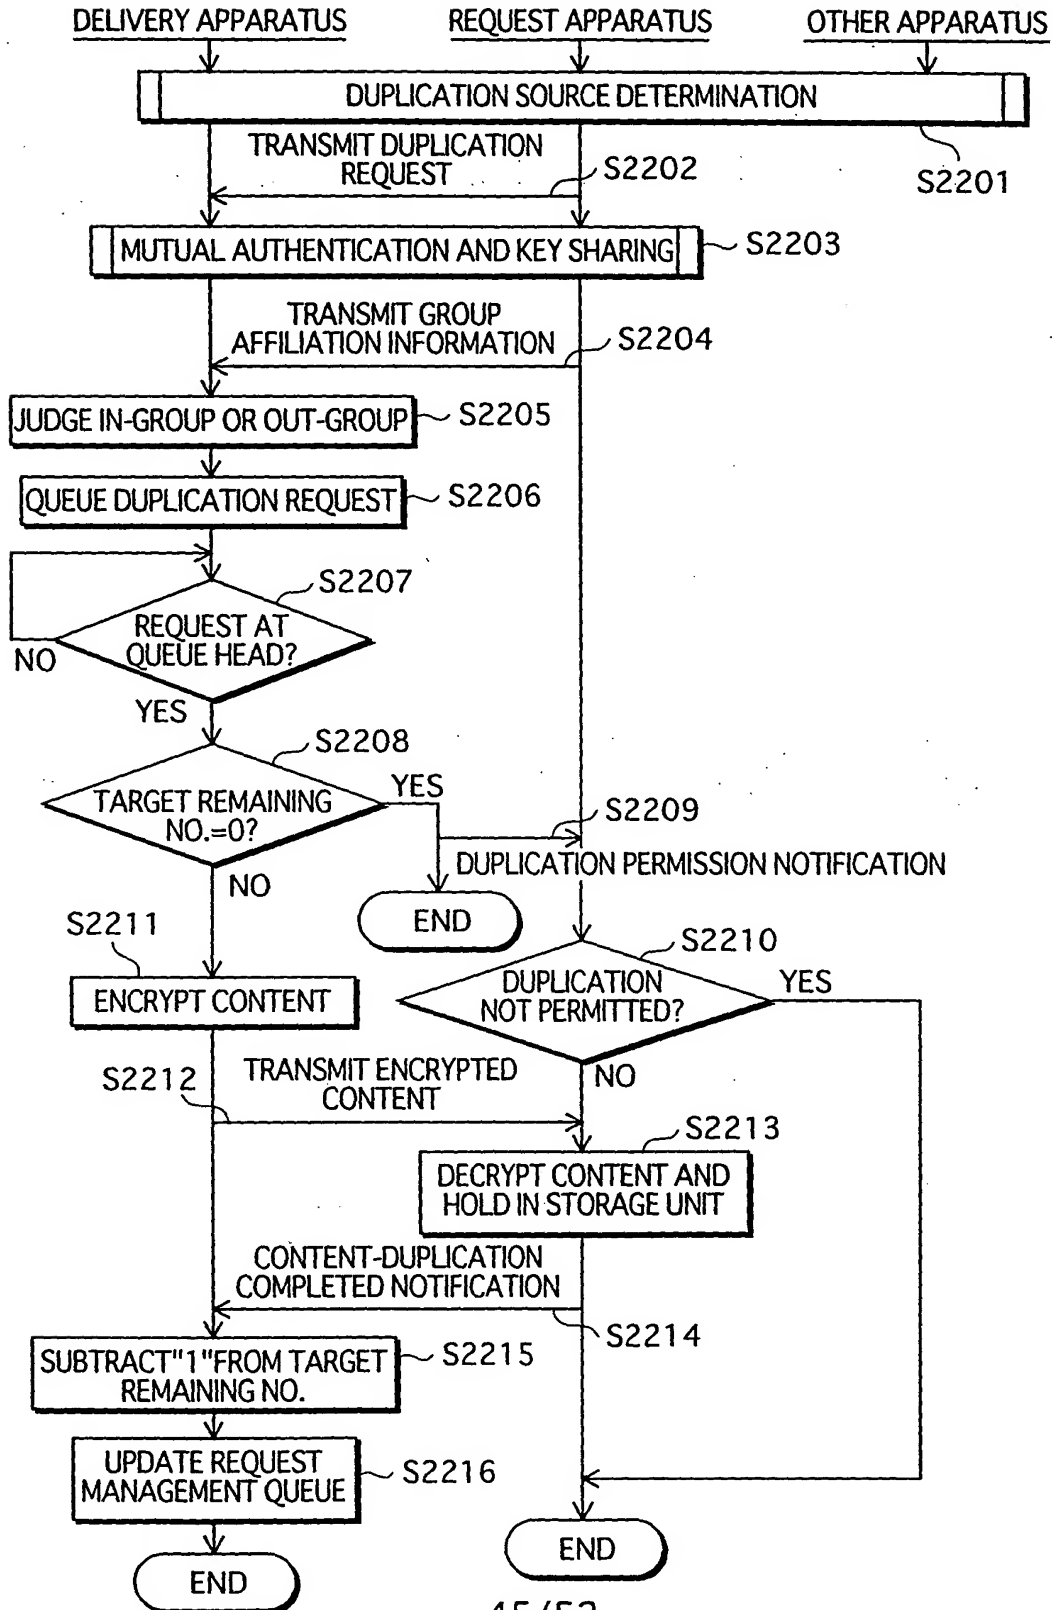 DELIVERY APPARATUS
REQUEST APPARATUS
OTHER APPARATUS
DUPLICATION SOURCE DETERMINATION
S2201
TRANSMIT DUPLICATION
REQUEST
S2202
MUTUAL AUTHENTICATION AND KEY SHARING
S2203
TRANSMIT GROUP
AFFILIATION INFORMATION
S2204
JUDGE IN-GROUP OR OUT-GROUP
S2205
QUEUE DUPLICATION REQUEST
S2206
S2207
REQUEST AT
QUEUE HEAD?
NO
YES
S2208
TARGET REMAINING
NO.=0?
YES
NO
S2209
DUPLICATION PERMISSION NOTIFICATION
END
S2210
DUPLICATION
NOT PERMITTED?
YES
NO
S2211
ENCRYPT CONTENT
S2212
TRANSMIT ENCRYPTED
CONTENT
S2213
DECRYPT CONTENT AND
HOLD IN STORAGE UNIT
CONTENT-DUPLICATION
COMPLETED NOTIFICATION
S2214
SUBTRACT"1"FROM TARGET
REMAINING NO.
S2215
UPDATE REQUEST
MANAGEMENT QUEUE
S2216
END
END
45/53